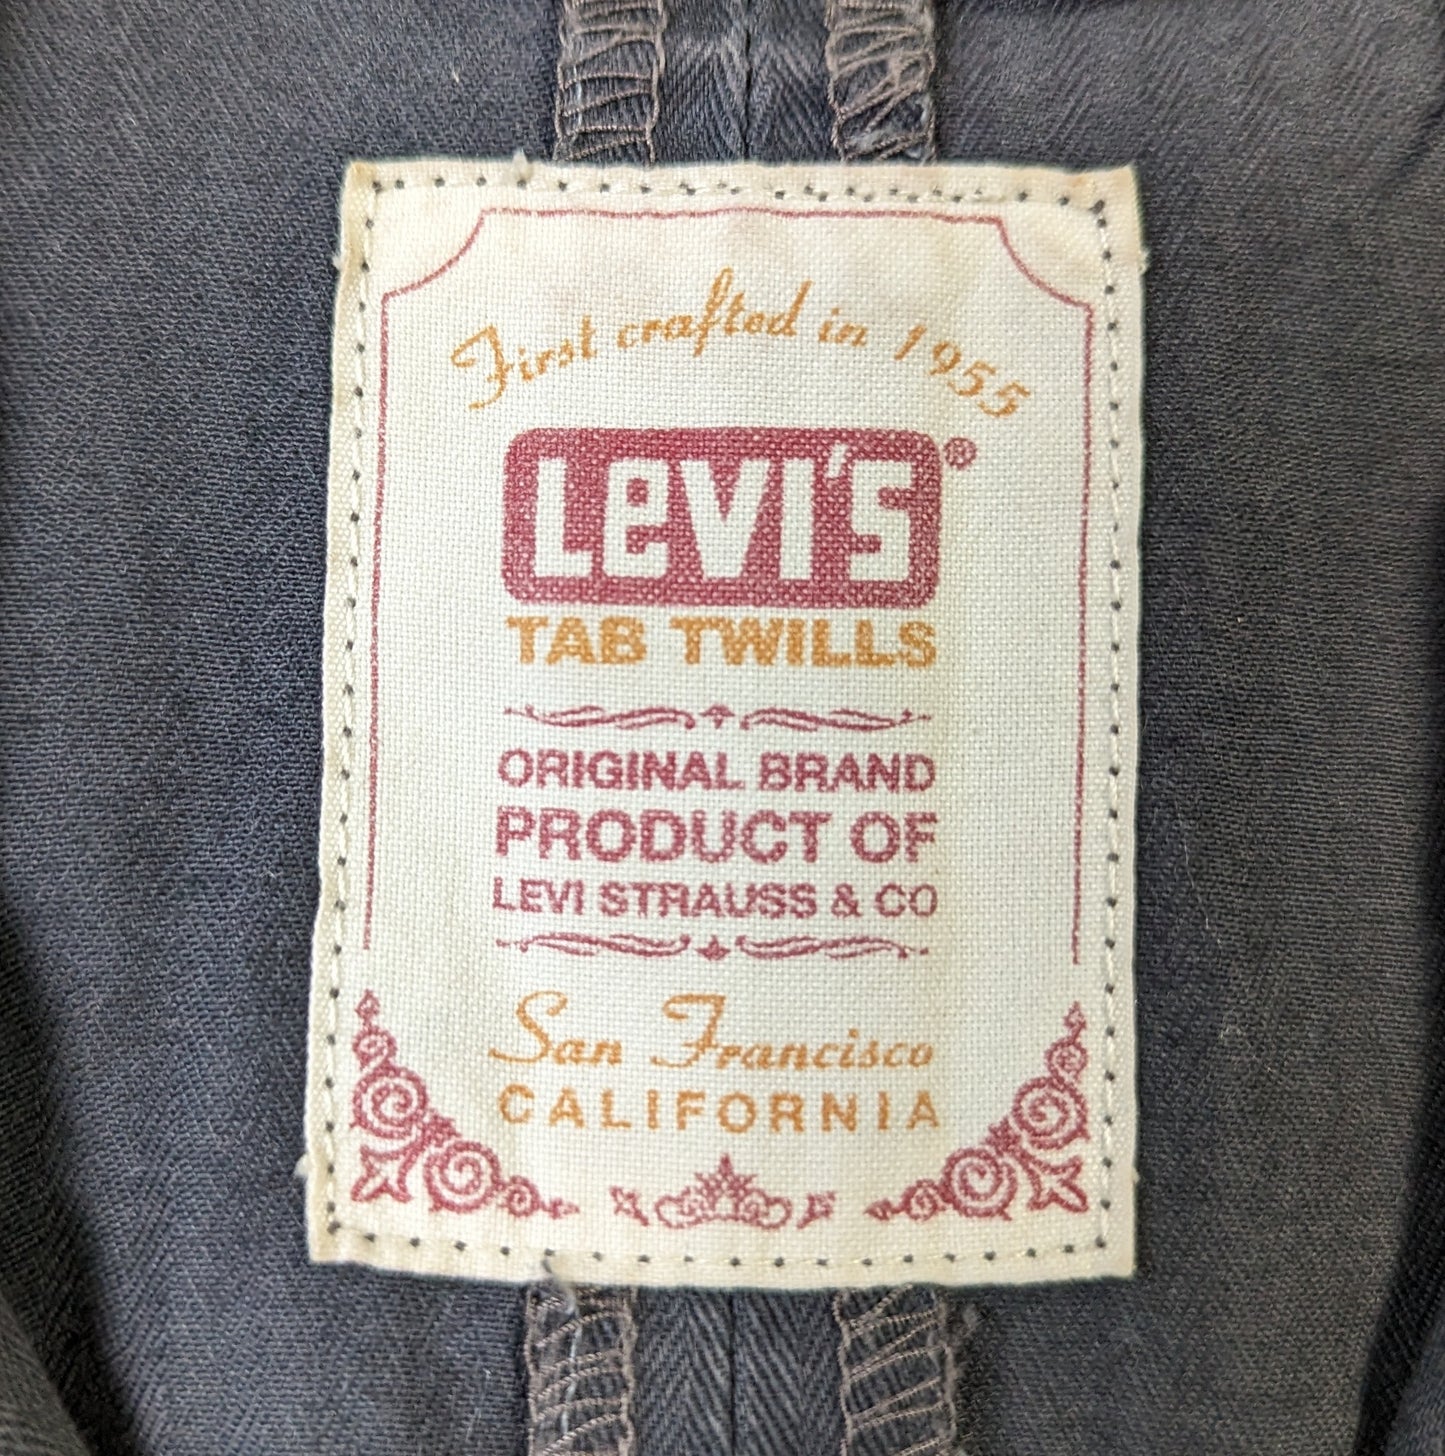 First crafted in 1955
LEVI'S®
TAB TWILLS
ORIGINAL BRAND
PRODUCT OF
LEVI STRAUSS & CO
San Francisco
CALIFORNIA